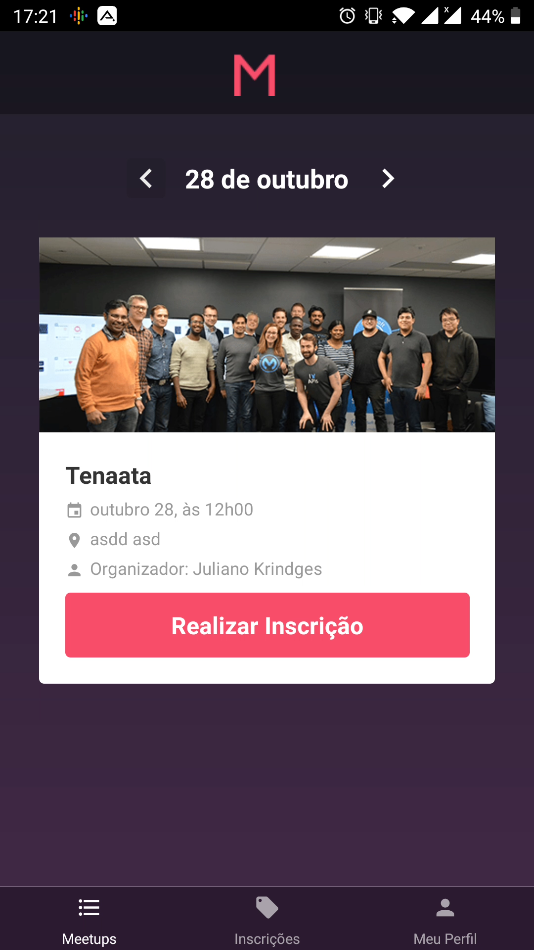 17:21
44%
M
28 de outubro
Tenaata
outubro 28, às 12h00
asdd asd
Organizador: Juliano Krindges
Realizar Inscrição
Meetups
Inscrições
Meu Perfil